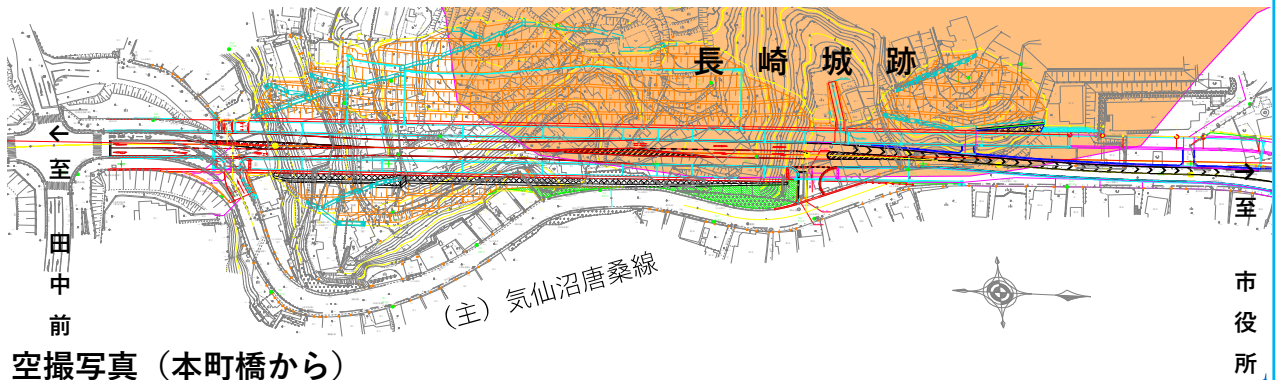 長崎城跡
←
至田中前
→
至市役所
(主)気仙沼唐桑線
空撮写真（本町橋から）